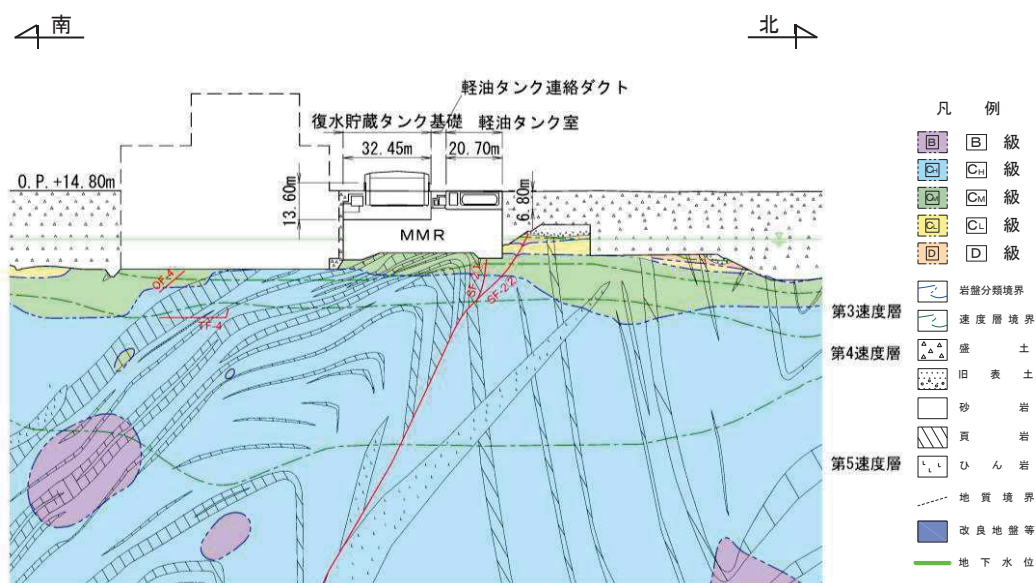 南
北
軽油タンク連絡ダクト
復水貯蔵タンク基礎 軽油タンク室
32.45m 20.70m
O.P.+14.80m
13.60m
6.80m
MMR
OF-4
TF-4
SF-2-1
SF-2-2
第3速度層
第4速度層
第5速度層
凡例
B B 級
CH CH 級
CM CM 級
CL CL 級
D D 級
岩盤分類境界
速度層境界
盛土
旧表土
砂岩
頁岩
ひん岩
地質境界
改良地盤等
地下水位